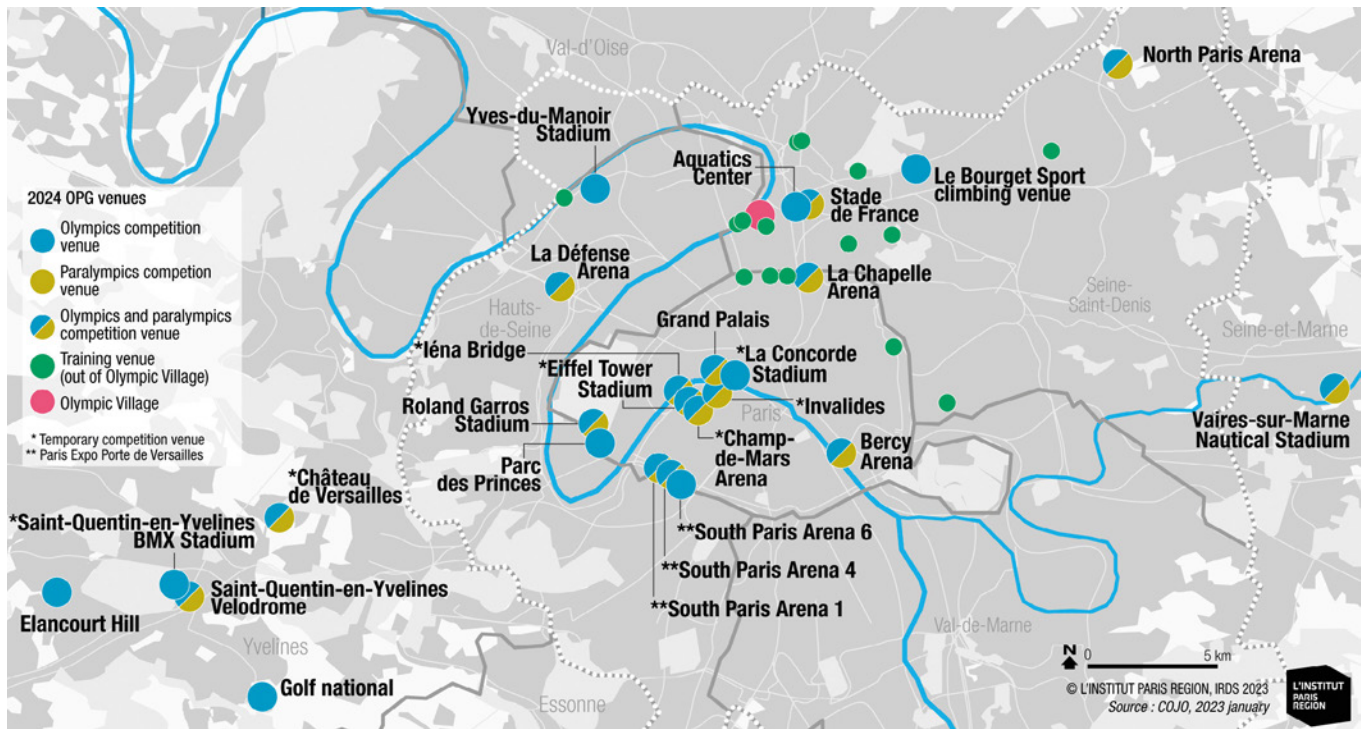 Val-d'Oise
North Paris Arena
Yves-du-Manoir
Stadium
Aquatics
Center
Le Bourget Sport
climbing venue
Stade
de France
2024 OPG venues
Olympics competition
venue
Paralympics competion
venue
Olympics and paralympics
competition venue
Training venue
(out of Olympic Village)
Olympic Village
* Temporary competition venue
** Paris Expo Porte de Versailles
La Défense
Arena
La Chapelle
Arena
Hauts-
de-Seine
Seine-
Saint-Denis
Seine-et-Marne
Grand Palais
*Iéna Bridge
*La Concorde
Stadium
*Eiffel Tower
Stadium
*Invalides
Paris
Roland Garros
Stadium
Vaires-sur-Marne
Nautical Stadium
*Champ-
de-Mars
Arena
Bercy
Arena
Parc
des Princes
*Château
de Versailles
*Saint-Quentin-en-Yvelines
BMX Stadium
**South Paris Arena 6
**South Paris Arena 4
**South Paris Arena 1
Saint-Quentin-en-Yvelines
Velodrome
Elancourt Hill
Yvelines
Val-de-Marne
Golf national
Essonne
N
0
5 km
© L'INSTITUT PARIS REGION, IRDS 2023
Source : COJO, 2023 january
L'INSTITUT
PARIS
REGION